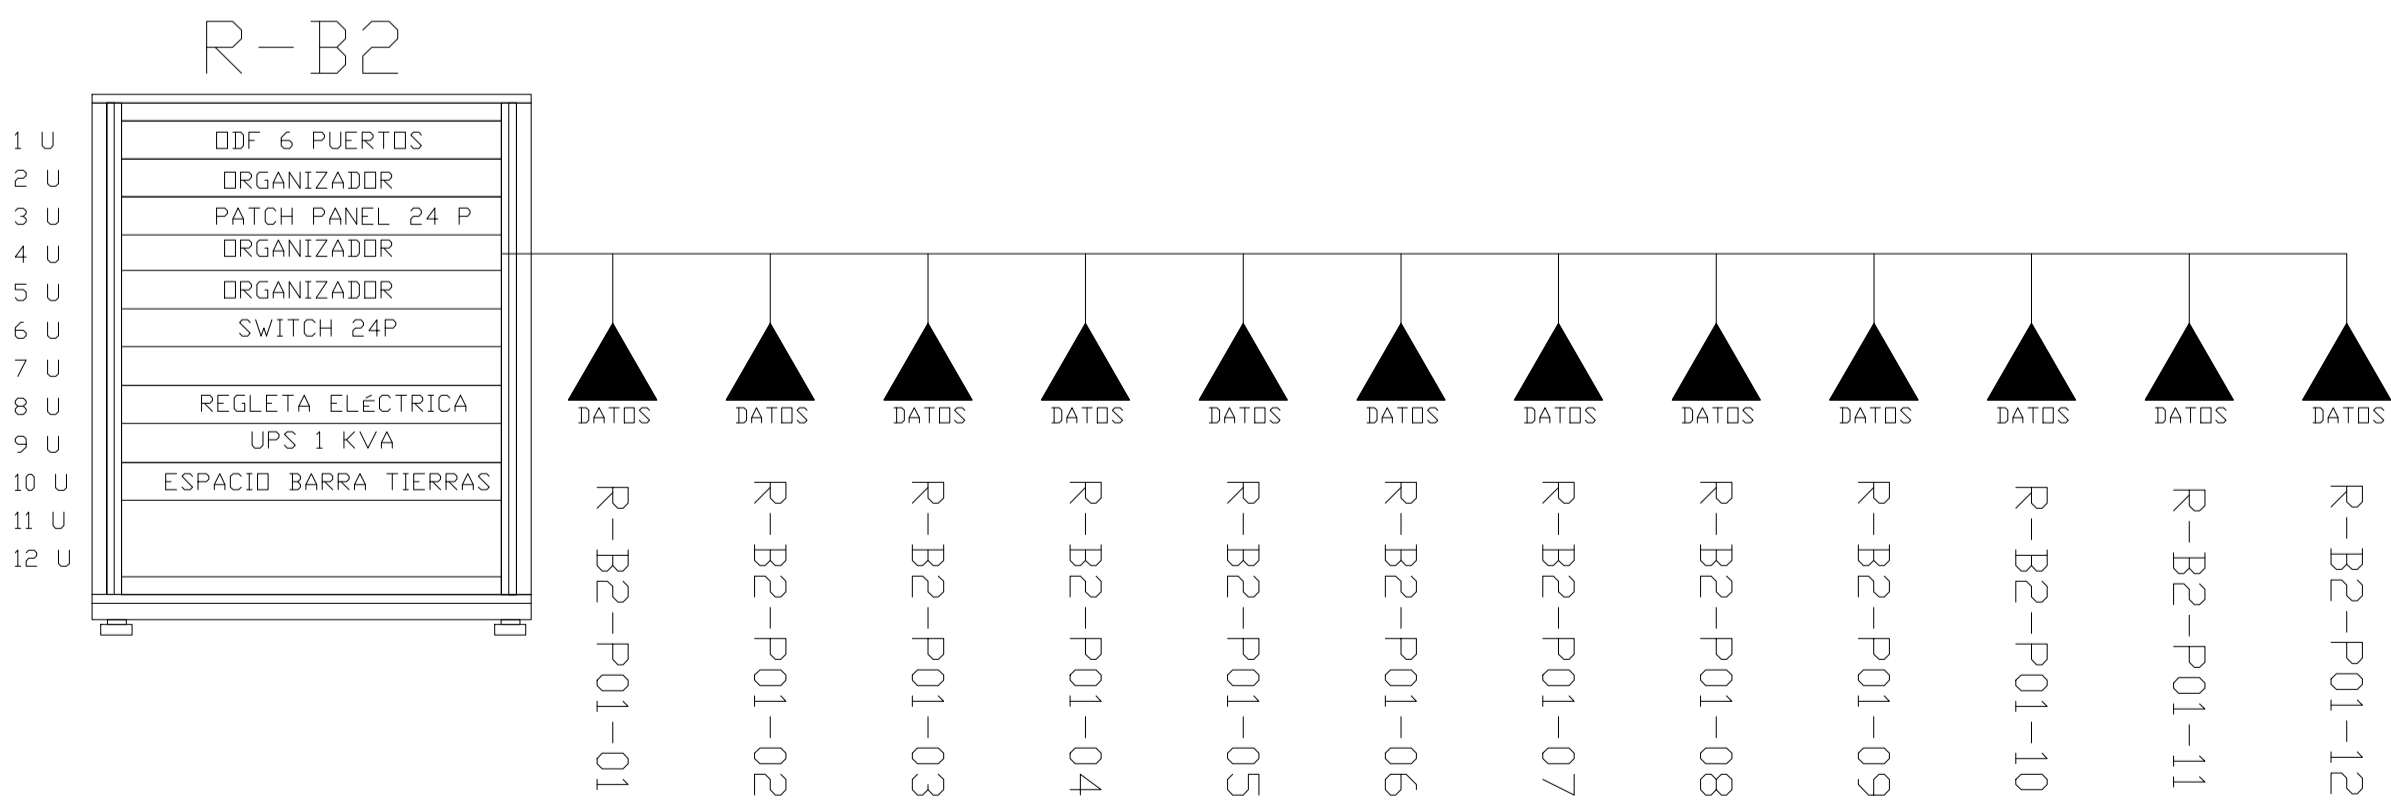 R-B2
1 U ODF 6 PUERTOS
2 U ORGANIZADOR
3 U PATCH PANEL 24 P
4 U ORGANIZADOR
5 U ORGANIZADOR
6 U SWITCH 24P
7 U
8 U REGLETA ELéCTRICA
9 U UPS 1 KVA
10 U ESPACIO BARRA TIERRAS
11 U
12 U
DATOS DATOS DATOS DATOS DATOS DATOS DATOS DATOS DATOS DATOS DATOS DATOS
R-B2-P01-01
R-B2-P01-02
R-B2-P01-03
R-B2-P01-04
R-B2-P01-05
R-B2-P01-06
R-B2-P01-07
R-B2-P01-08
R-B2-P01-09
R-B2-P01-10
R-B2-P01-11
R-B2-P01-12